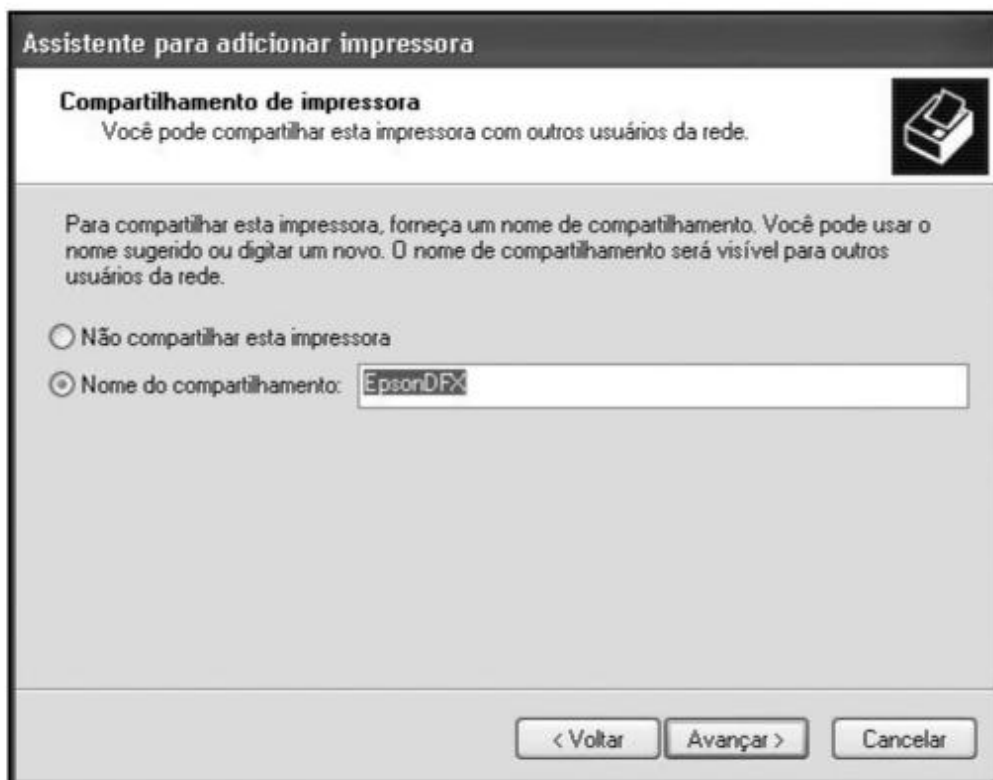 Assistente para adicionar impressora
Compartilhamento de impressora
Você pode compartilhar esta impressora com outros usuários da rede.
Para compartilhar esta impressora, forneça um nome de compartilhamento. Você pode usar o
nome sugerido ou digitar um novo. O nome de compartilhamento será visível para outros
usuários da rede.
Não compartilhar esta impressora
Nome do compartilhamento: EpsonDFX
< Voltar Avançar > Cancelar